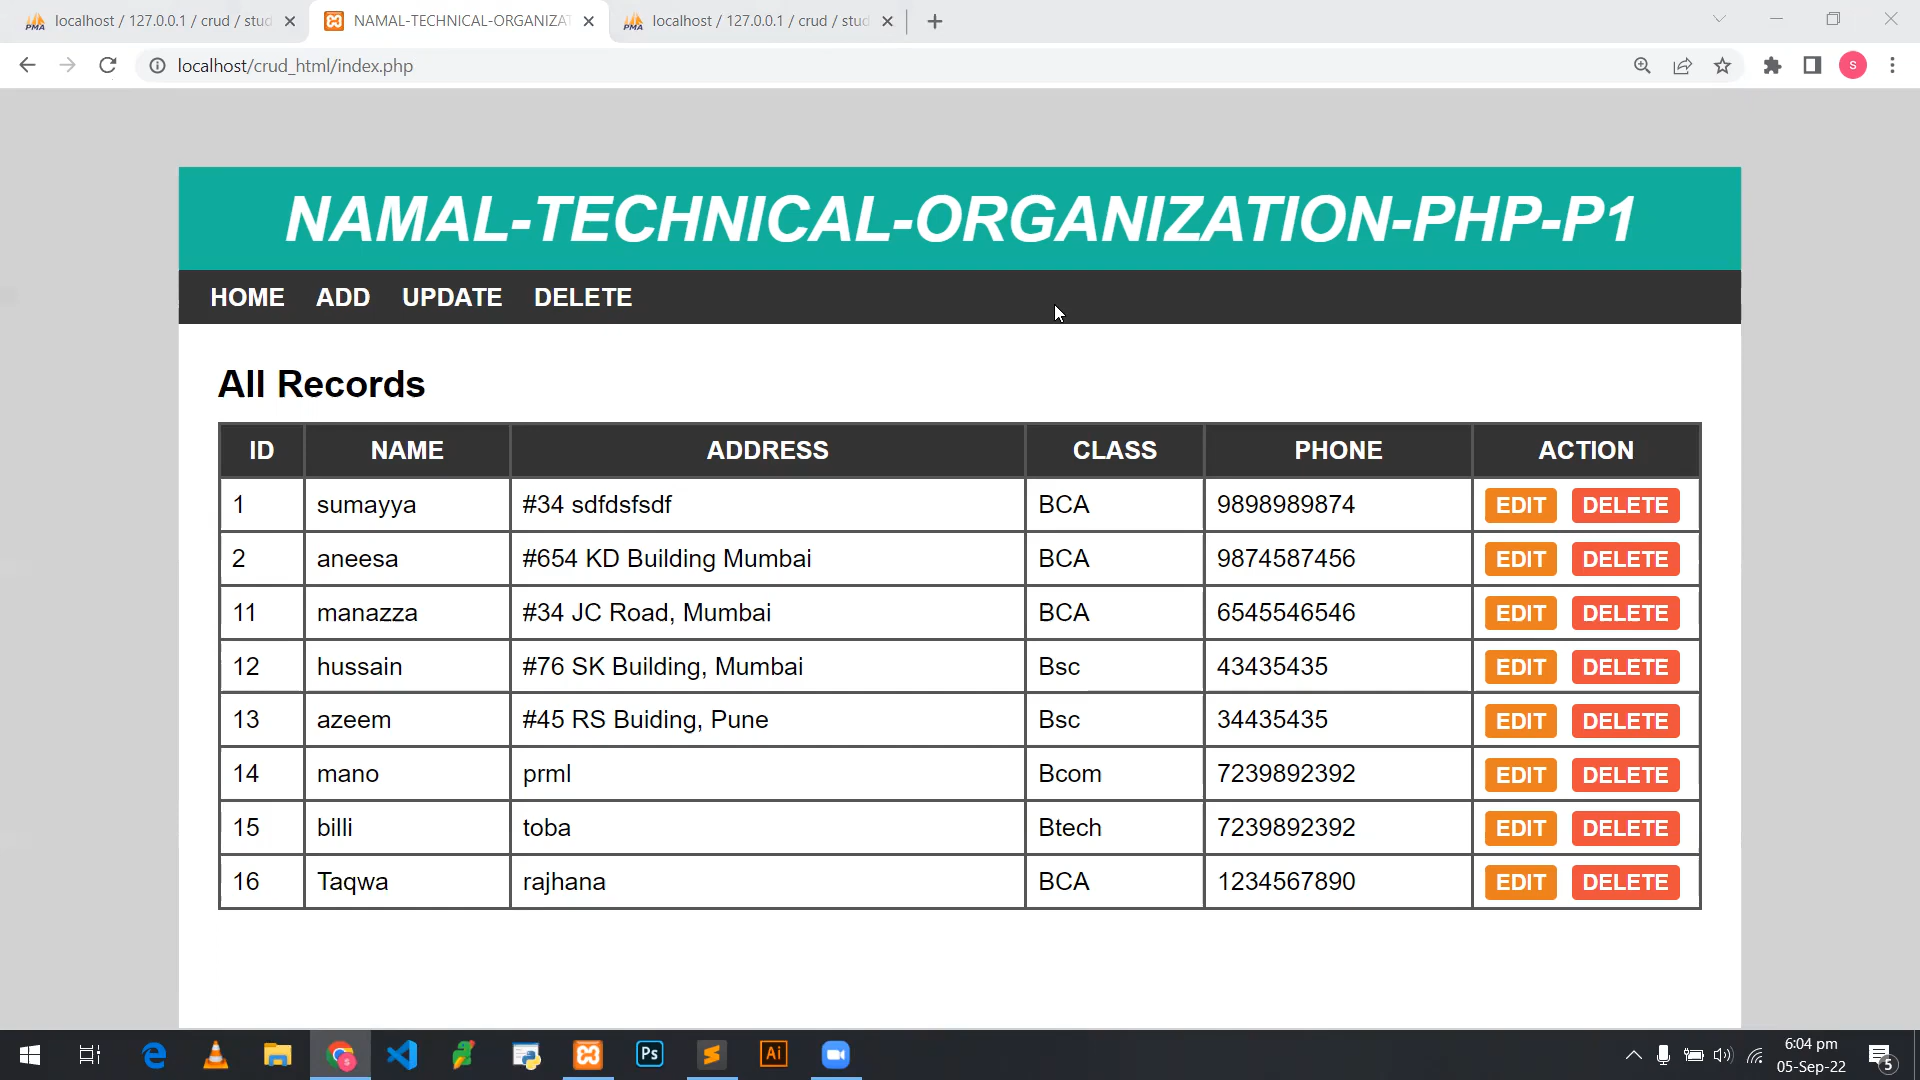 localhost / 127.0.0.1 / crud / stud
NAMAL-TECHNICAL-ORGANIZAT
localhost / 127.0.0.1 / crud / stud
localhost/crud_html/index.php
s
NAMAL-TECHNICAL-ORGANIZATION-PHP-P1
HOME ADD UPDATE DELETE
All Records
ID NAME ADDRESS CLASS PHONE ACTION
1 sumayya #34 sdfdsfsdf BCA 9898989874 EDIT DELETE
2 aneesa #654 KD Building Mumbai BCA 9874587456 EDIT DELETE
11 manazza #34 JC Road, Mumbai BCA 6545546546 EDIT DELETE
12 hussain #76 SK Building, Mumbai Bsc 43435435 EDIT DELETE
13 azeem #45 RS Buiding, Pune Bsc 34435435 EDIT DELETE
14 mano prml Bcom 7239892392 EDIT DELETE
15 billi toba Btech 7239892392 EDIT DELETE
16 Taqwa rajhana BCA 1234567890 EDIT DELETE
Ps
Ai
6:04 pm
05-Sep-22
5